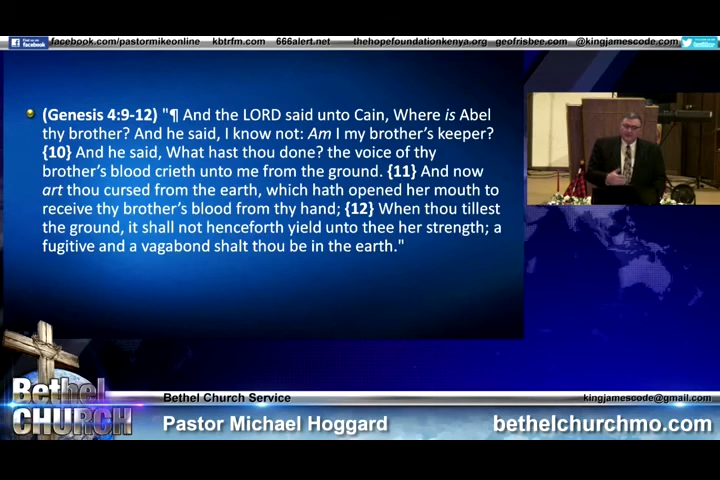 Find us on facebook
facebook.com/pastormikeonline kbtrfm.com 666alert.net thehopefoundationkenya.org geofrisbee.com @kingjamescode.com twitter
(Genesis 4:9-12) "¶ And the LORD said unto Cain, Where is Abel
thy brother? And he said, I know not: Am I my brother's keeper?
{10} And he said, What hast thou done? the voice of thy
brother's blood crieth unto me from the ground. {11} And now
art thou cursed from the earth, which hath opened her mouth to
receive thy brother's blood from thy hand; {12} When thou tillest
the ground, it shall not henceforth yield unto thee her strength; a
fugitive and a vagabond shalt thou be in the earth."
Bethel
CHURCH
Bethel Church Service kingjamescode@gmail.com
Pastor Michael Hoggard bethelchurchmo.com